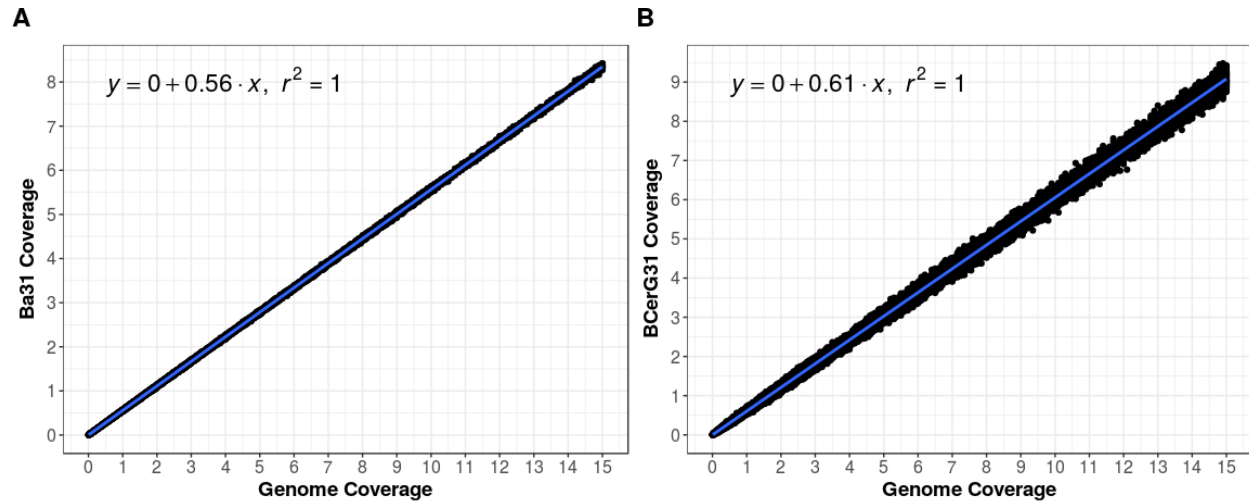 A
y = 0 + 0.56 · x, r² = 1
Ba31 Coverage
8
7
6
5
4
3
2
1
0
0 1 2 3 4 5 6 7 8 9 10 11 12 13 14 15
Genome Coverage
B
y = 0 + 0.61 · x, r² = 1
BCerG31 Coverage
9
8
7
6
5
4
3
2
1
0
0 1 2 3 4 5 6 7 8 9 10 11 12 13 14 15
Genome Coverage